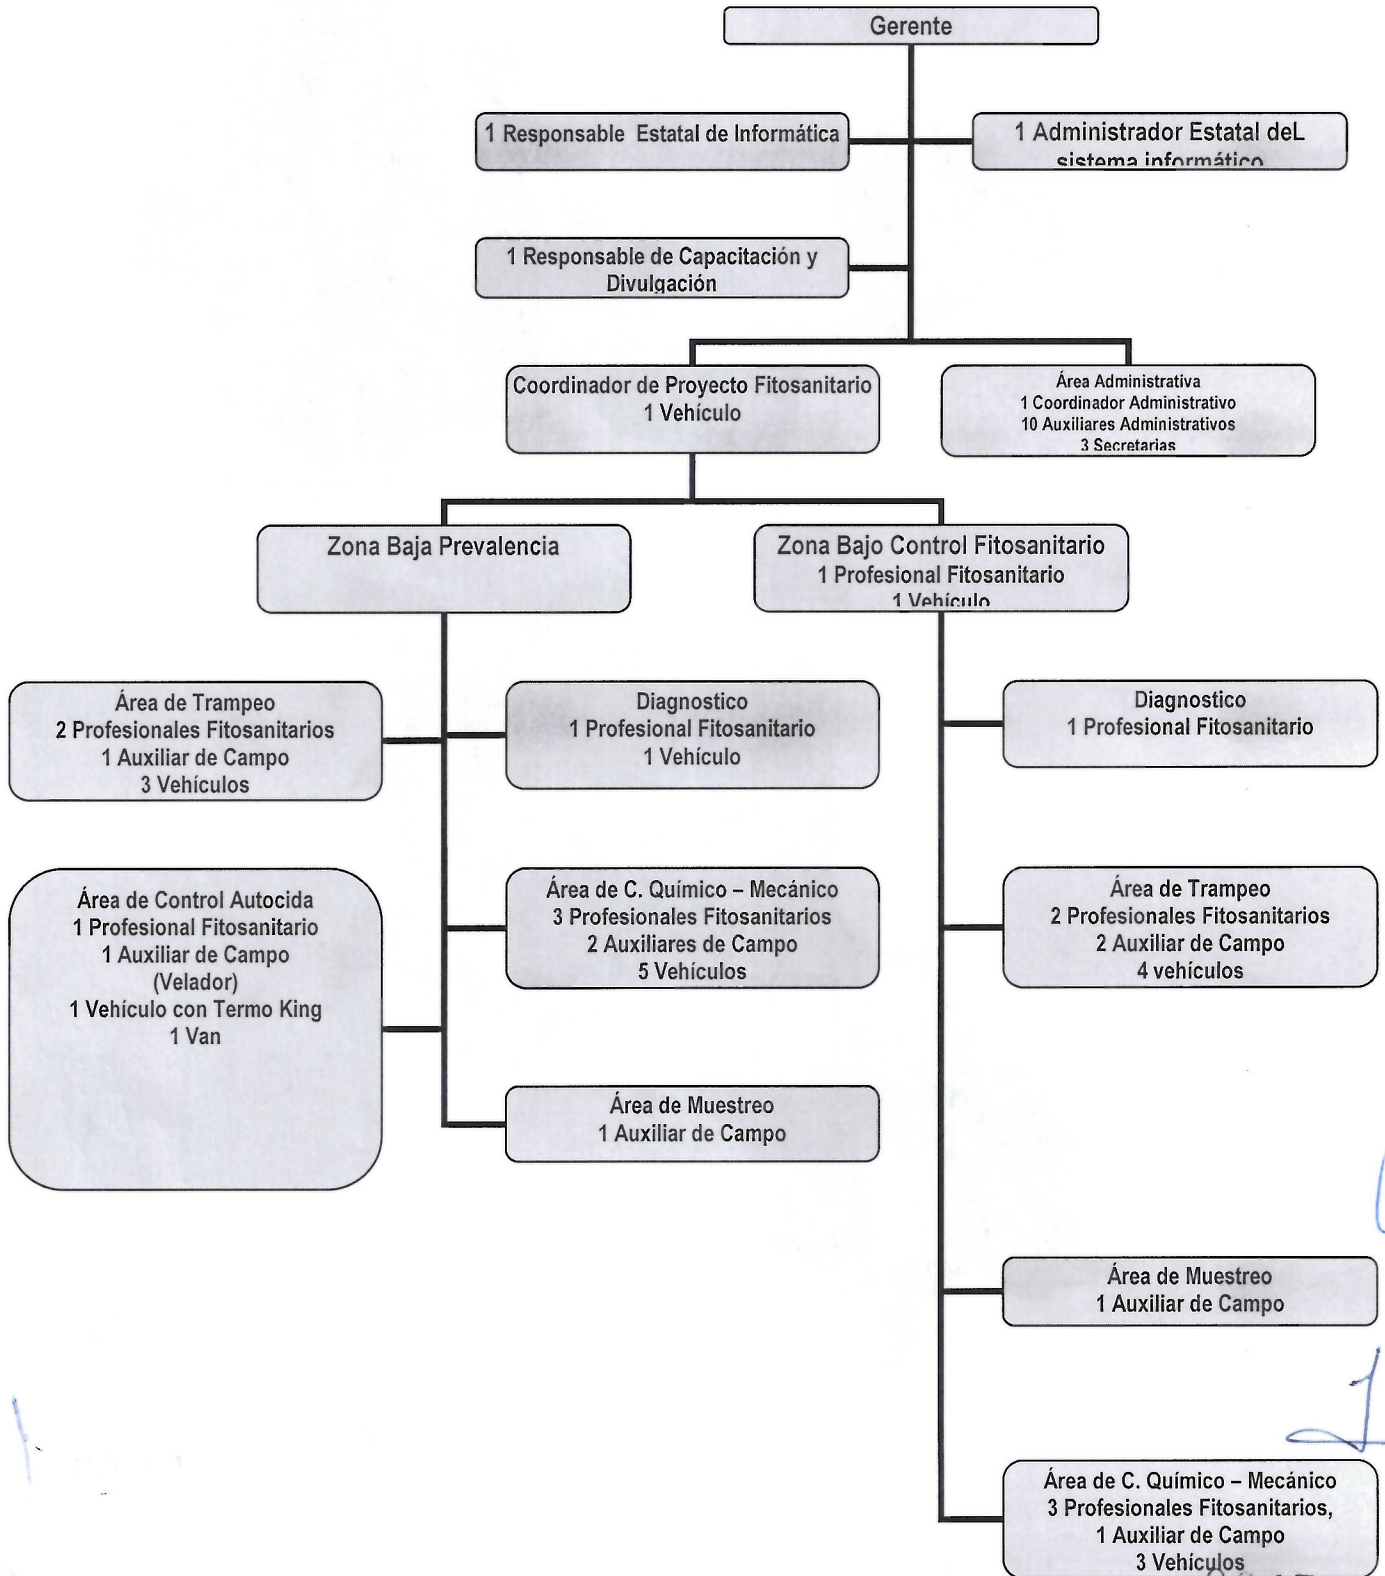 Gerente
1 Responsable Estatal de Informática
1 Administrador Estatal deL
sistema informático
1 Responsable de Capacitación y
Divulgación
Coordinador de Proyecto Fitosanitario
1 Vehículo
Área Administrativa
1 Coordinador Administrativo
10 Auxiliares Administrativos
3 Secretarias
Zona Baja Prevalencia
Zona Bajo Control Fitosanitario
1 Profesional Fitosanitario
1 Vehículo
Área de Trampeo
2 Profesionales Fitosanitarios
1 Auxiliar de Campo
3 Vehículos
Diagnostico
1 Profesional Fitosanitario
1 Vehículo
Diagnostico
1 Profesional Fitosanitario
Área de Control Autocida
1 Profesional Fitosanitario
1 Auxiliar de Campo
(Velador)
1 Vehículo con Termo King
1 Van
Área de C. Químico – Mecánico
3 Profesionales Fitosanitarios
2 Auxiliares de Campo
5 Vehículos
Área de Trampeo
2 Profesionales Fitosanitarios
2 Auxiliar de Campo
4 vehículos
Área de Muestreo
1 Auxiliar de Campo
Área de Muestreo
1 Auxiliar de Campo
Área de C. Químico – Mecánico
3 Profesionales Fitosanitarios,
1 Auxiliar de Campo
3 Vehículos